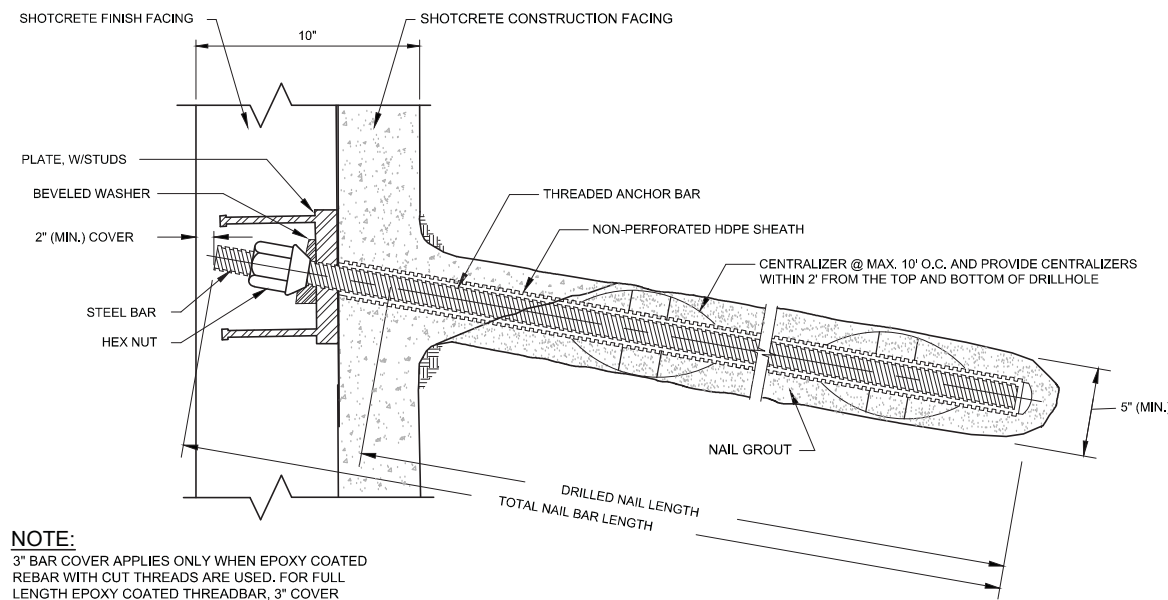 SHOTCRETE FINISH FACING
SHOTCRETE CONSTRUCTION FACING
10"
PLATE, W/STUDS
BEVELED WASHER
2" (MIN.) COVER
STEEL BAR
HEX NUT
THREADED ANCHOR BAR
NON-PERFORATED HDPE SHEATH
CENTRALIZER @ MAX. 10' O.C. AND PROVIDE CENTRALIZERS
WITHIN 2' FROM THE TOP AND BOTTOM OF DRILLHOLE
5" (MIN.)
NAIL GROUT
DRILLED NAIL LENGTH
TOTAL NAIL BAR LENGTH
NOTE:
3" BAR COVER APPLIES ONLY WHEN EPOXY COATED
REBAR WITH CUT THREADS ARE USED. FOR FULL
LENGTH EPOXY COATED THREADBAR, 3" COVER